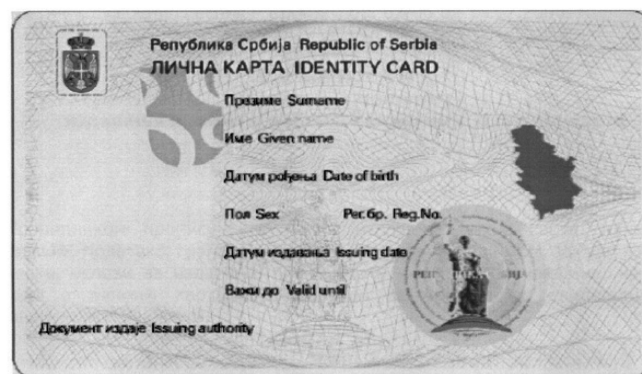 Република Србија Republic of Serbia
ЛИЧНА КАРТА IDENTITY CARD
Презиме Surname
Име Given name
Датум рођења Date of birth
Пол Sex Рег.бр. Reg.No.
Датум издавања Issuing date
Важи до Valid until
Документ издаје Issuing authority